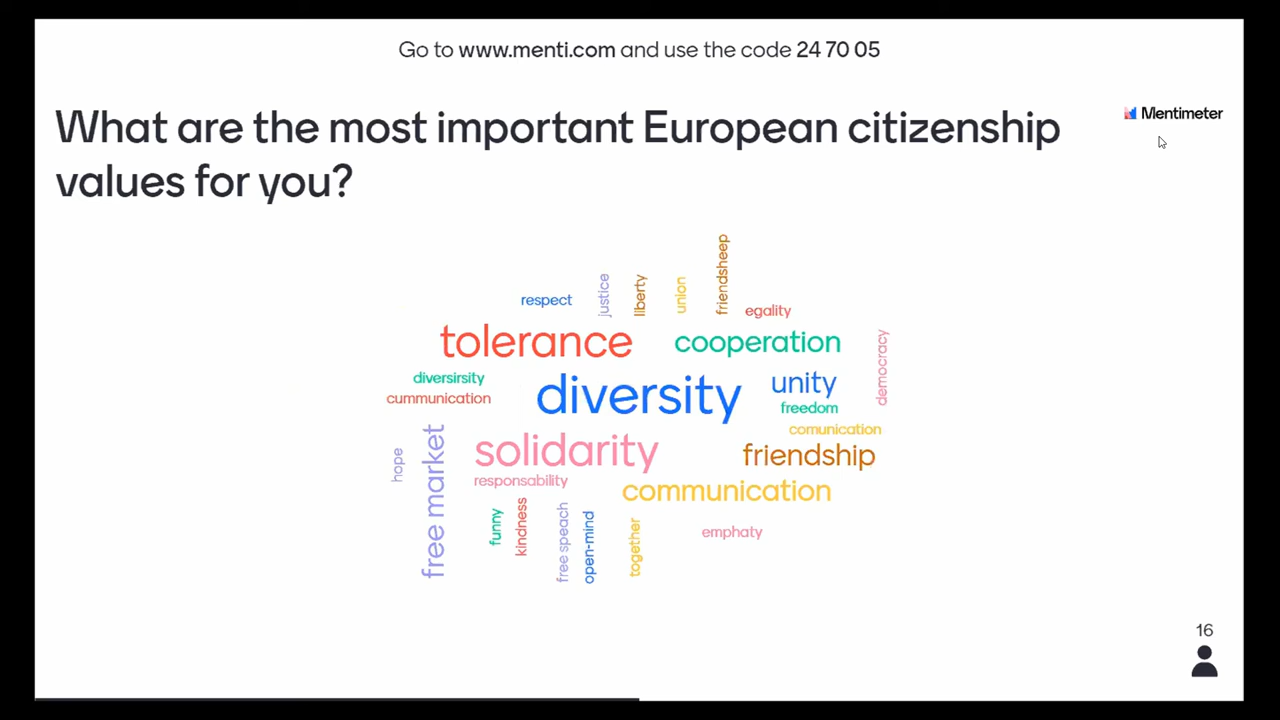 Go to www.menti.com and use the code 24 70 05
What are the most important European citizenship
values for you?
Mentimeter
friendsheep
respect
justice
liberty
union
egality
tolerance
cooperation
democracy
diversirsity
diversity
unity
cummunication
freedom
comunication
hope
free market
solidarity
friendship
responsability
communication
funny
kindness
free speach
open-mind
together
emphaty
16